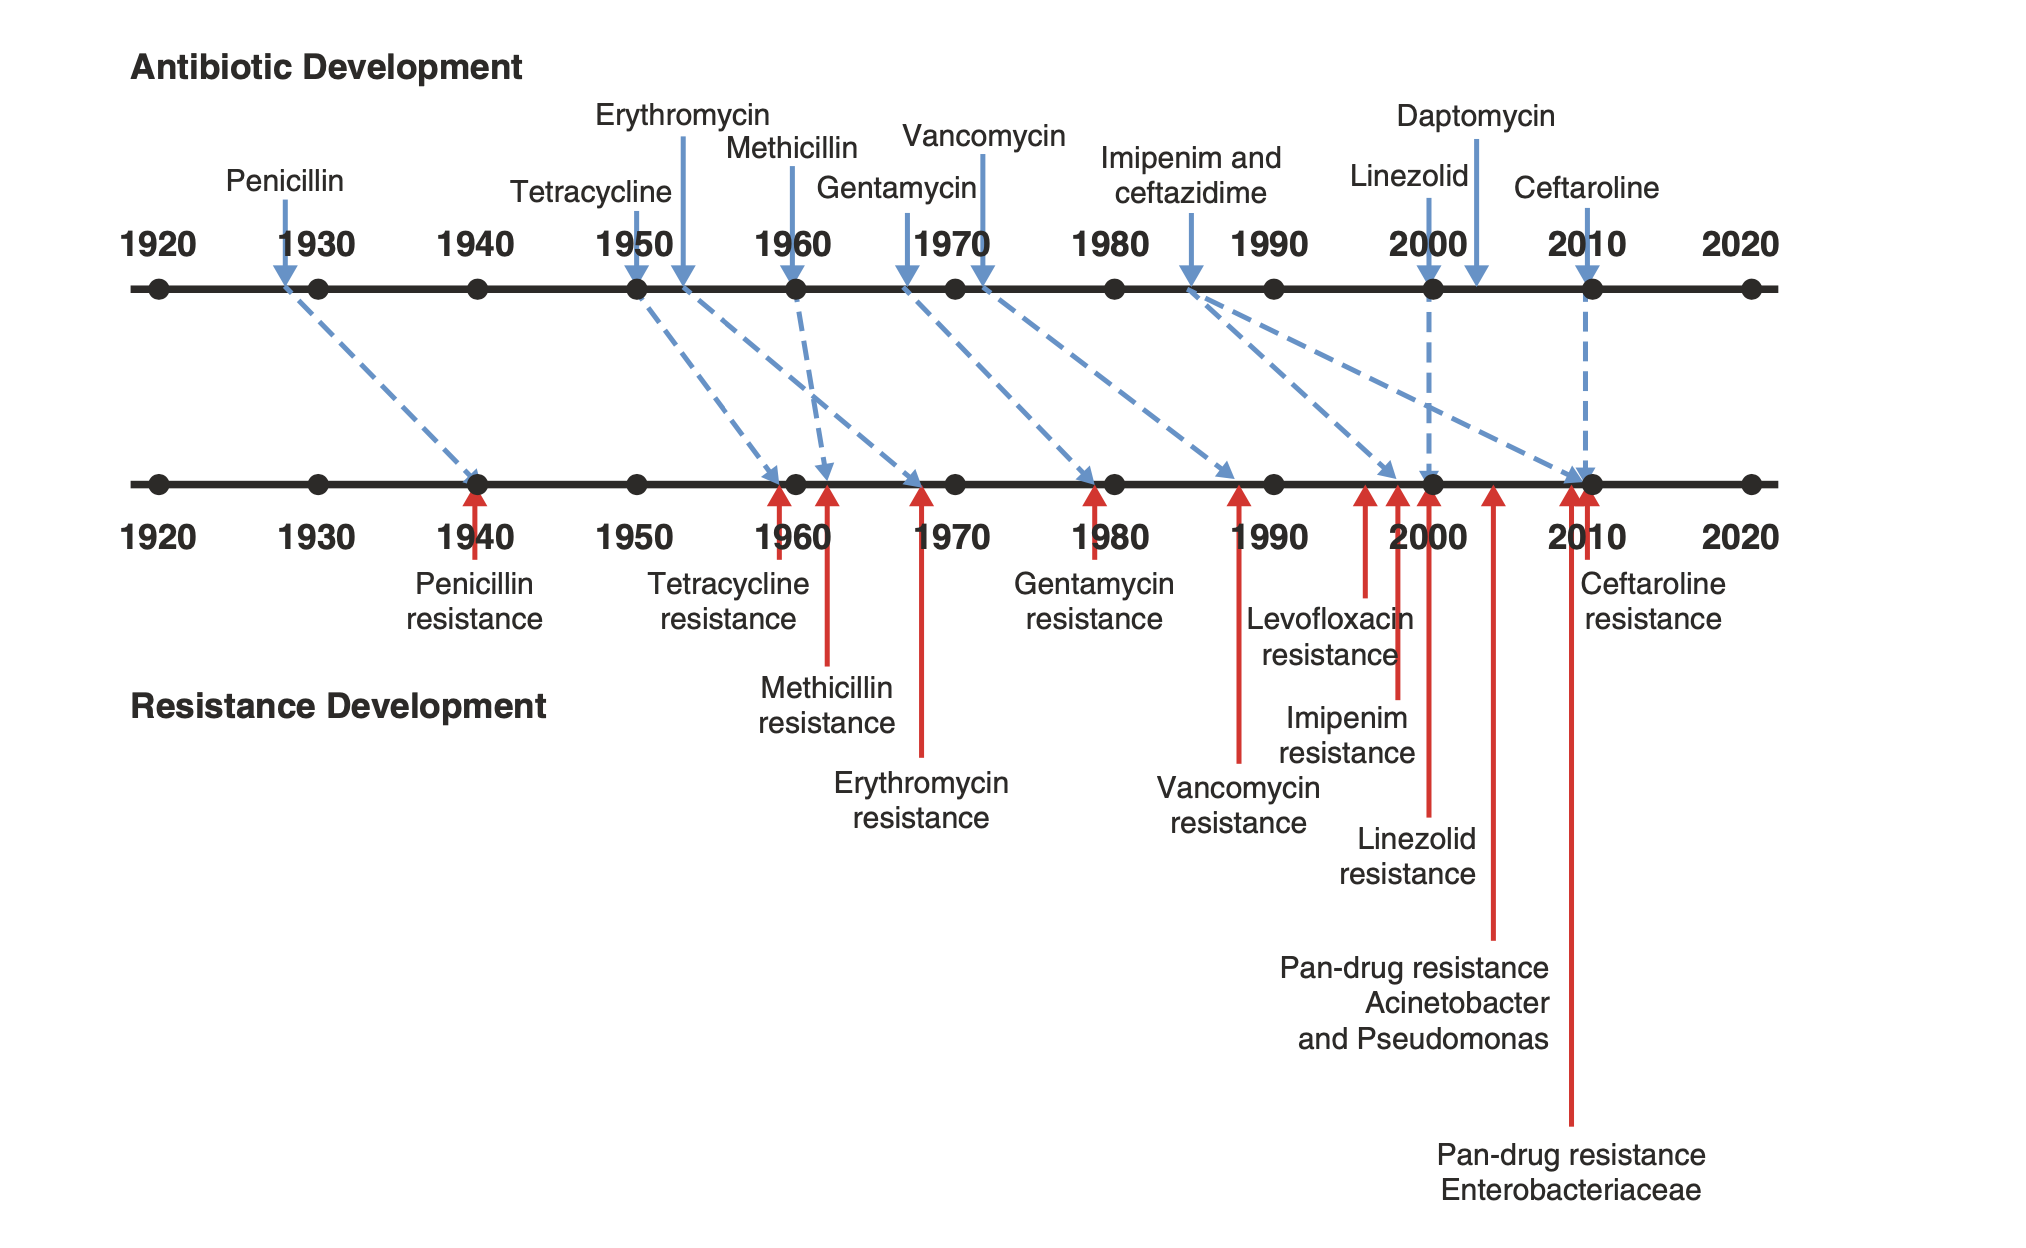 Antibiotic Development
Erythromycin
Daptomycin
Vancomycin
Methicillin
Imipenim and
ceftazidime
Penicillin
Tetracycline
Gentamycin
Linezolid
Ceftaroline
1920 1930 1940 1950 1960 1970 1980 1990 2000 2010 2020
1920 1930 1940 1950 1960 1970 1980 1990 2000 2010 2020
Penicillin
resistance
Tetracycline
resistance
Gentamycin
resistance
Ceftaroline
resistance
Levofloxacin
resistance
Resistance Development
Methicillin
resistance
Imipenim
resistance
Erythromycin
resistance
Vancomycin
resistance
Linezolid
resistance
Pan-drug resistance
Acinetobacter
and Pseudomonas
Pan-drug resistance
Enterobacteriaceae